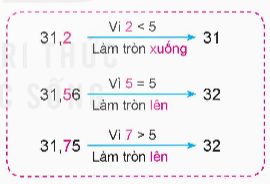 Vì 2 < 5
31,2 → 31
Làm tròn xuống
Vì 5 = 5
31,56 → 32
Làm tròn lên
Vì 7 > 5
31,75 → 32
Làm tròn lên